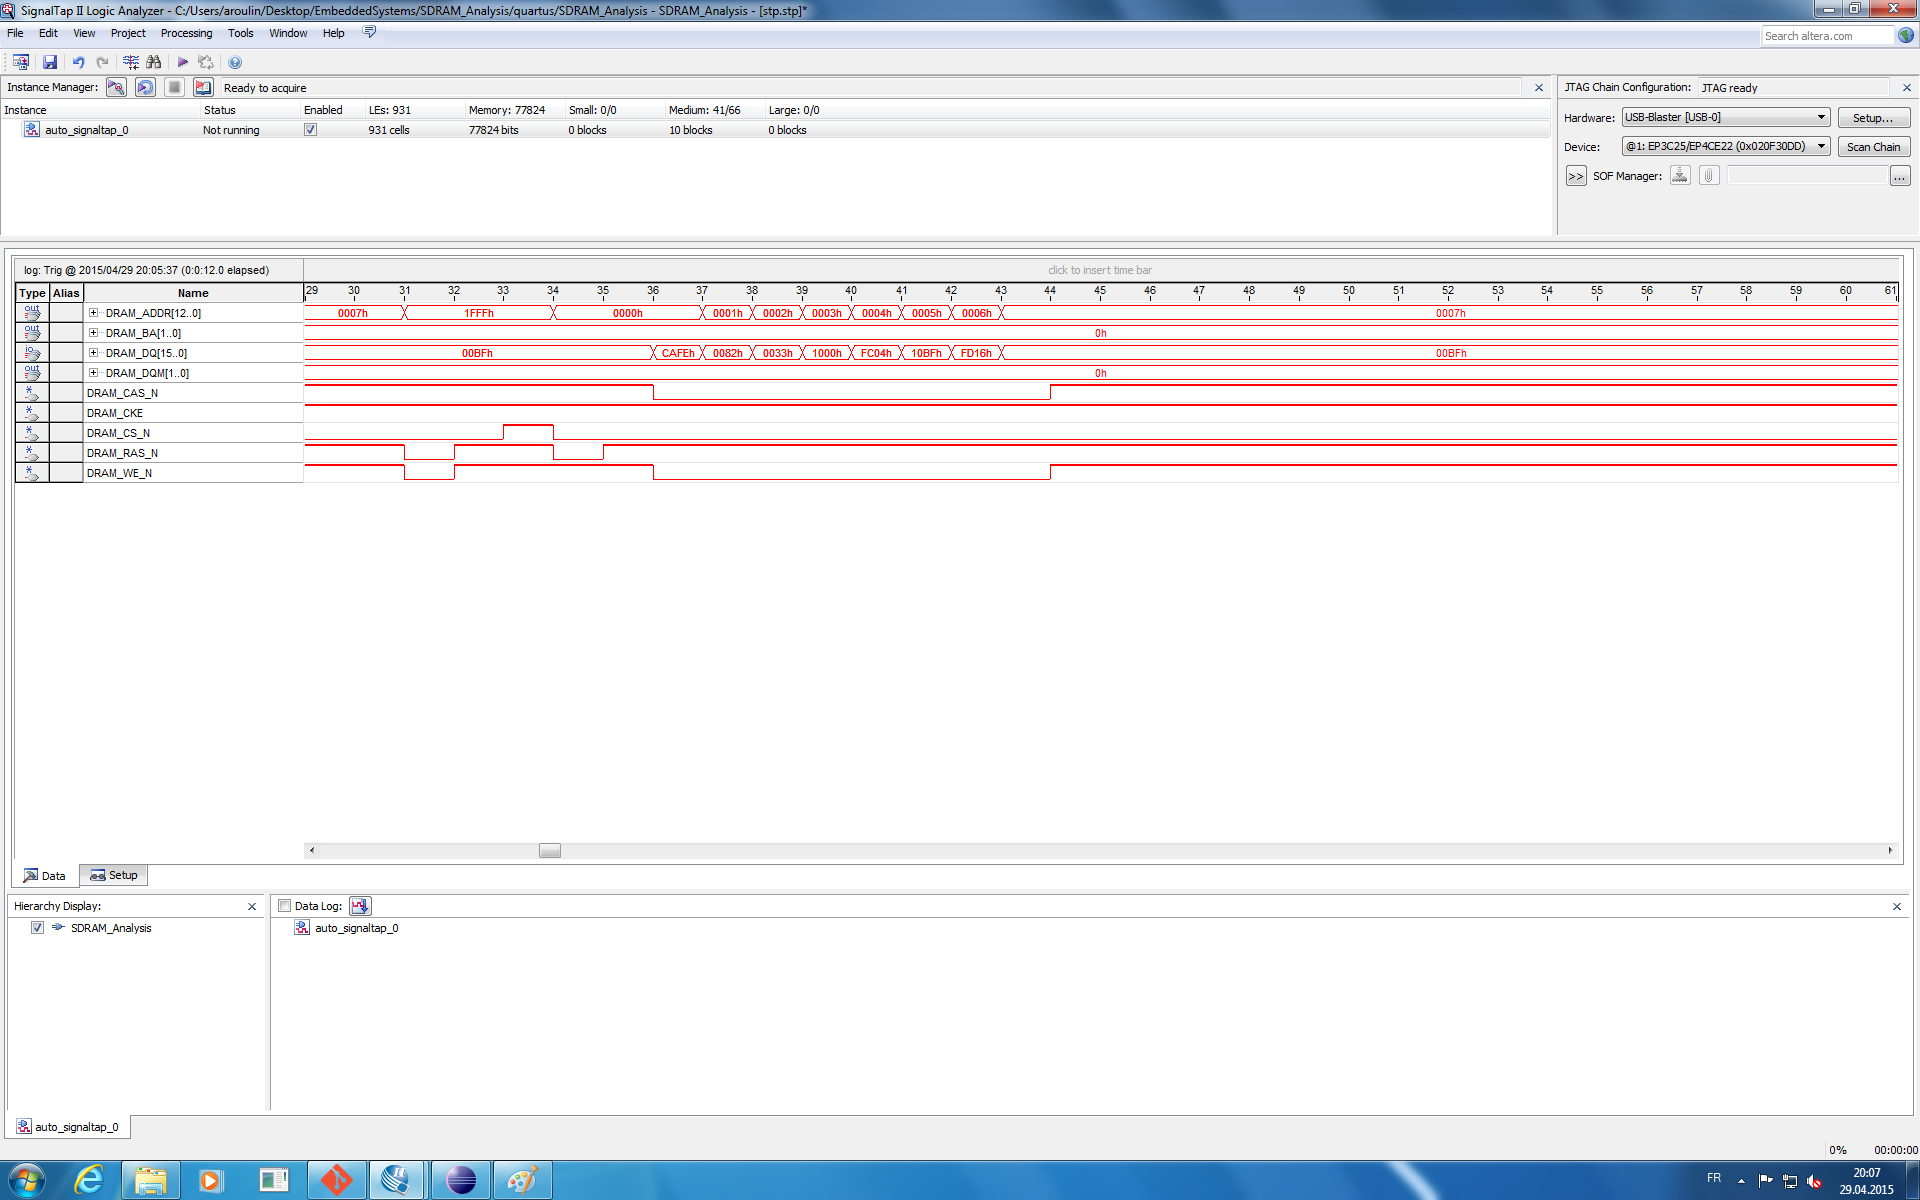 SignalTap II Logic Analyzer - C:/Users/aroulin/Desktop/EmbeddedSystems/SDRAM_Analysis/quartus/SDRAM_Analysis - SDRAM_Analysis - [stp.stp]*
File Edit View Project Processing Tools Window Help
Search altera.com
Instance Manager: Ready to acquire
JTAG Chain Configuration: JTAG ready
Instance Status Enabled LEs: 931 Memory: 77824 Small: 0/0 Medium: 41/66 Large: 0/0
auto_signaltap_0 Not running 931 cells 77824 bits 0 blocks 10 blocks 0 blocks
Hardware: USB-Blaster [USB-0] Setup...
Device: @1: EP3C25/EP4CE22 (0x020F30DD) Scan Chain
>> SOF Manager: ...
log: Trig @ 2015/04/29 20:05:37 (0:0:12.0 elapsed) click to insert time bar
Type Alias Name 29 30 31 32 33 34 35 36 37 38 39 40 41 42 43 44 45 46 47 48 49 50 51 52 53 54 55 56 57 58 59 60 61
out DRAM_ADDR[12..0] 0007h 1FFFh 0000h 0001h 0002h 0003h 0004h 0005h 0006h 0007h
out DRAM_BA[1..0] 0h
io DRAM_DQ[15..0] 00BFh CAFEh 0082h 0033h 1000h FC04h 10BFh FD16h 00BFh
out DRAM_DQM[1..0] 0h
* DRAM_CAS_N
* DRAM_CKE
* DRAM_CS_N
* DRAM_RAS_N
* DRAM_WE_N
Data Setup
Hierarchy Display:
SDRAM_Analysis
Data Log:
auto_signaltap_0
auto_signaltap_0
0% 00:00:00
FR
20:07
29.04.2015